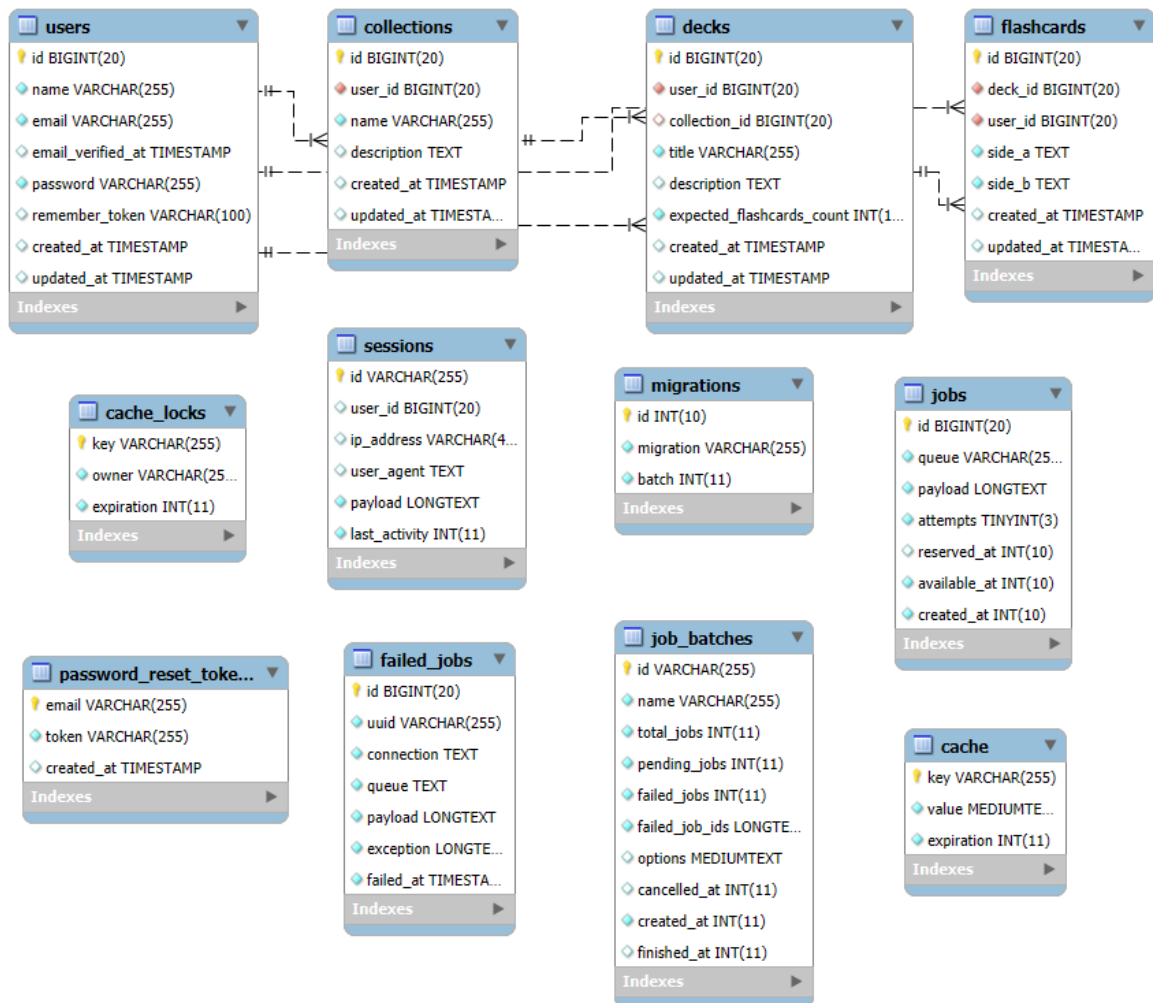 users
id BIGINT(20)
name VARCHAR(255)
email VARCHAR(255)
email_verified_at TIMESTAMP
password VARCHAR(255)
remember_token VARCHAR(100)
created_at TIMESTAMP
updated_at TIMESTAMP
Indexes
collections
id BIGINT(20)
user_id BIGINT(20)
name VARCHAR(255)
description TEXT
created_at TIMESTAMP
updated_at TIMESTA...
Indexes
decks
id BIGINT(20)
user_id BIGINT(20)
collection_id BIGINT(20)
title VARCHAR(255)
description TEXT
expected_flashcards_count INT(1...
created_at TIMESTAMP
updated_at TIMESTAMP
Indexes
flashcards
id BIGINT(20)
deck_id BIGINT(20)
user_id BIGINT(20)
side_a TEXT
side_b TEXT
created_at TIMESTAMP
updated_at TIMESTA...
Indexes
cache_locks
key VARCHAR(255)
owner VARCHAR(25...
expiration INT(11)
Indexes
sessions
id VARCHAR(255)
user_id BIGINT(20)
ip_address VARCHAR(4...
user_agent TEXT
payload LONGTEXT
last_activity INT(11)
Indexes
migrations
id INT(10)
migration VARCHAR(255)
batch INT(11)
Indexes
jobs
id BIGINT(20)
queue VARCHAR(25...
payload LONGTEXT
attempts TINYINT(3)
reserved_at INT(10)
available_at INT(10)
created_at INT(10)
Indexes
password_reset_toke...
email VARCHAR(255)
token VARCHAR(255)
created_at TIMESTAMP
Indexes
failed_jobs
id BIGINT(20)
uuid VARCHAR(255)
connection TEXT
queue TEXT
payload LONGTEXT
exception LONGTE...
failed_at TIMESTA...
Indexes
job_batches
id VARCHAR(255)
name VARCHAR(255)
total_jobs INT(11)
pending_jobs INT(11)
failed_jobs INT(11)
failed_job_ids LONGTE...
options MEDIUMTEXT
cancelled_at INT(11)
created_at INT(11)
finished_at INT(11)
Indexes
cache
key VARCHAR(255)
value MEDIUMTE...
expiration INT(11)
Indexes